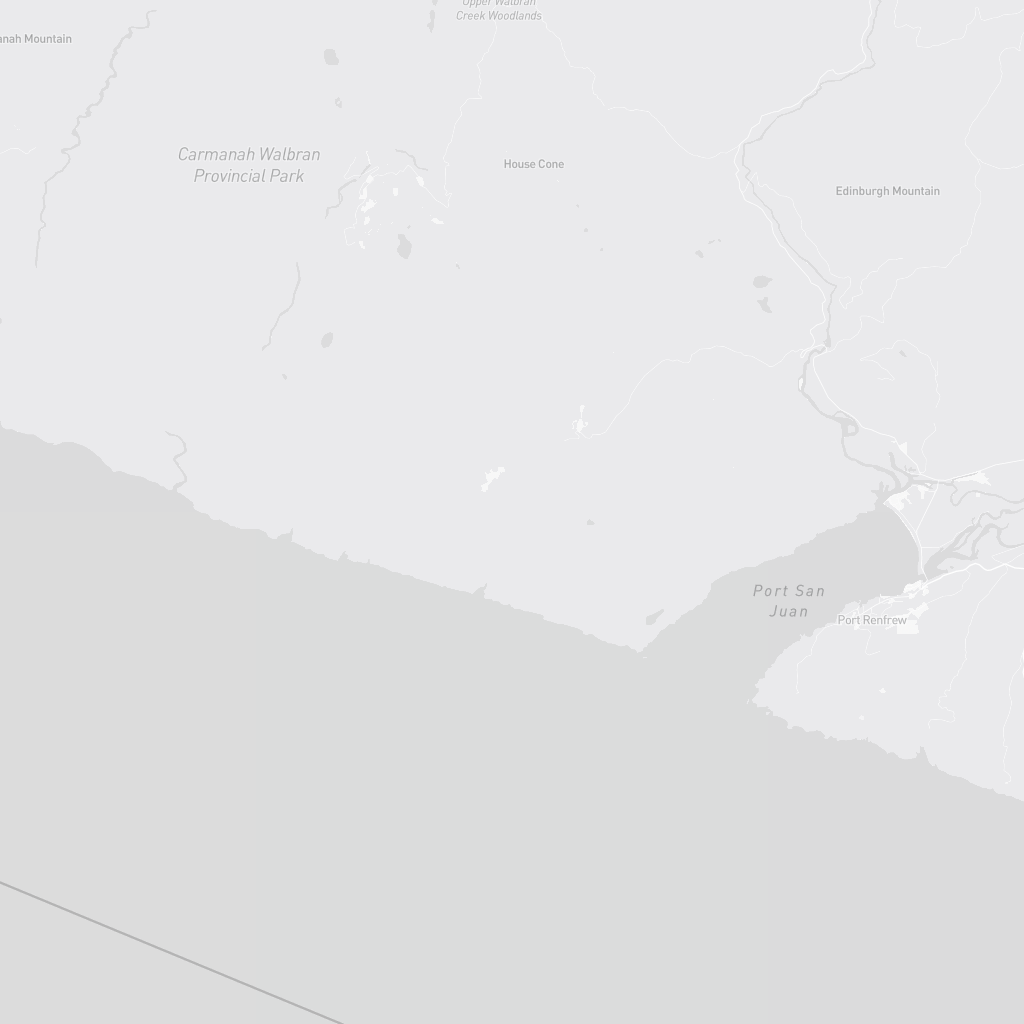 Upper Walbran
Creek Woodlands
anah Mountain
Carmanah Walbran
Provincial Park
House Cone
Edinburgh Mountain
Port San
Juan
Port Renfrew